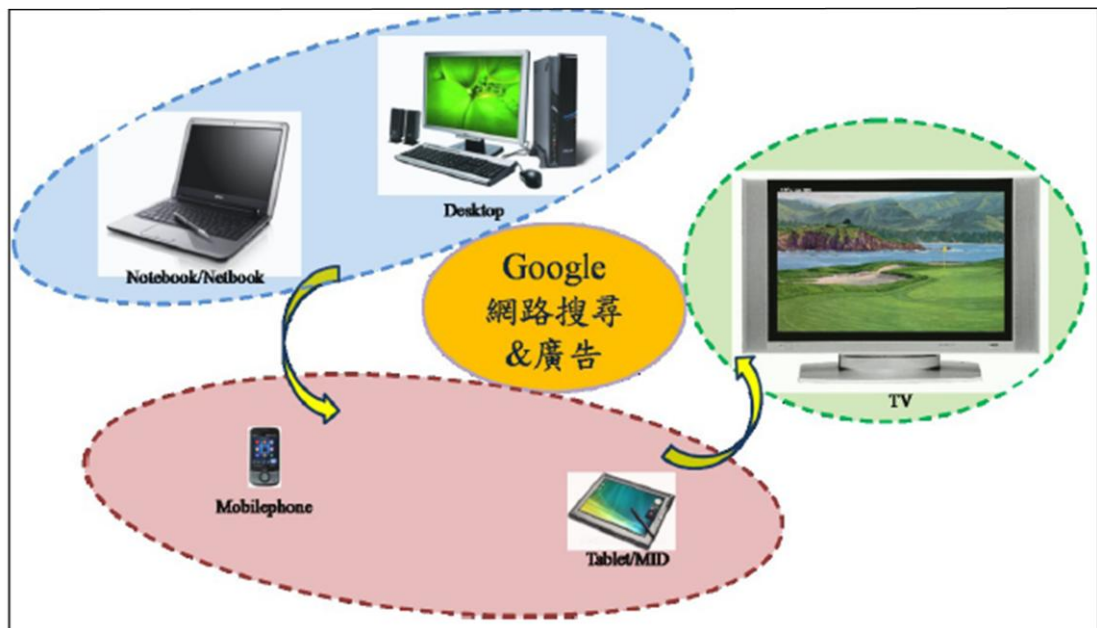 Desktop
Notebook/Netbook
Google
網路搜尋
&廣告
TV
Mobilephone
Tablet/MID